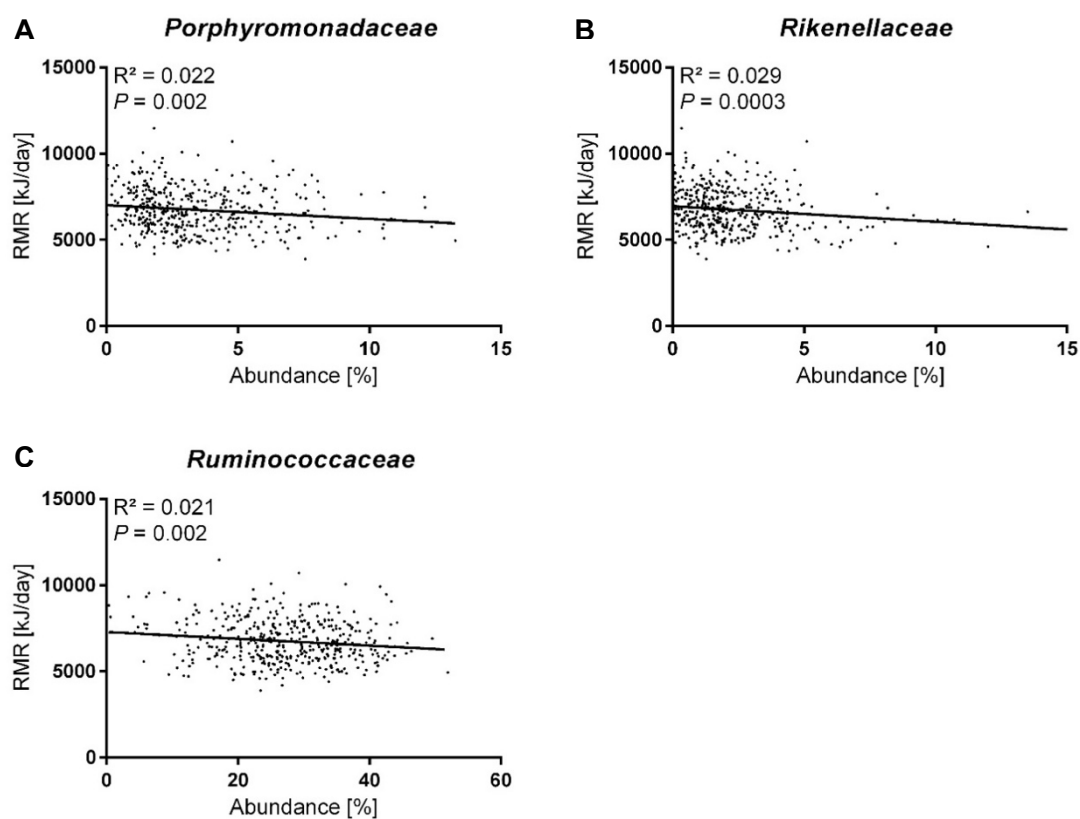 A
Porphyromonadaceae
R² = 0.022
P = 0.002
15000
10000
5000
0
RMR [kJ/day]
0 5 10 15
Abundance [%]
B
Rikenellaceae
R² = 0.029
P = 0.0003
15000
10000
5000
0
RMR [kJ/day]
0 5 10 15
Abundance [%]
C
Ruminococcaceae
R² = 0.021
P = 0.002
15000
10000
5000
0
RMR [kJ/day]
0 20 40 60
Abundance [%]